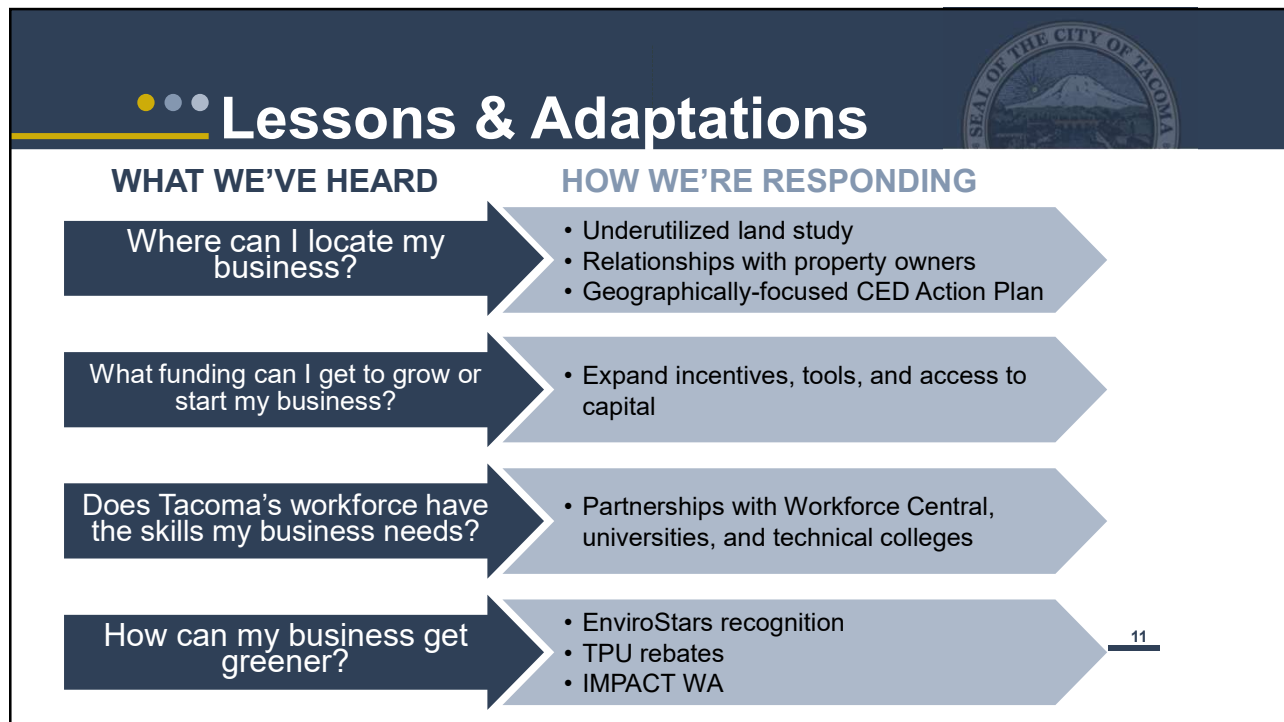 SEAL OF THE CITY OF TACOMA
Lessons & Adaptations
WHAT WE’VE HEARD
HOW WE’RE RESPONDING
Where can I locate my
business?
• Underutilized land study
• Relationships with property owners
• Geographically-focused CED Action Plan
What funding can I get to grow or
start my business?
• Expand incentives, tools, and access to
capital
Does Tacoma’s workforce have
the skills my business needs?
• Partnerships with Workforce Central,
universities, and technical colleges
How can my business get
greener?
• EnviroStars recognition
• TPU rebates
• IMPACT WA
11